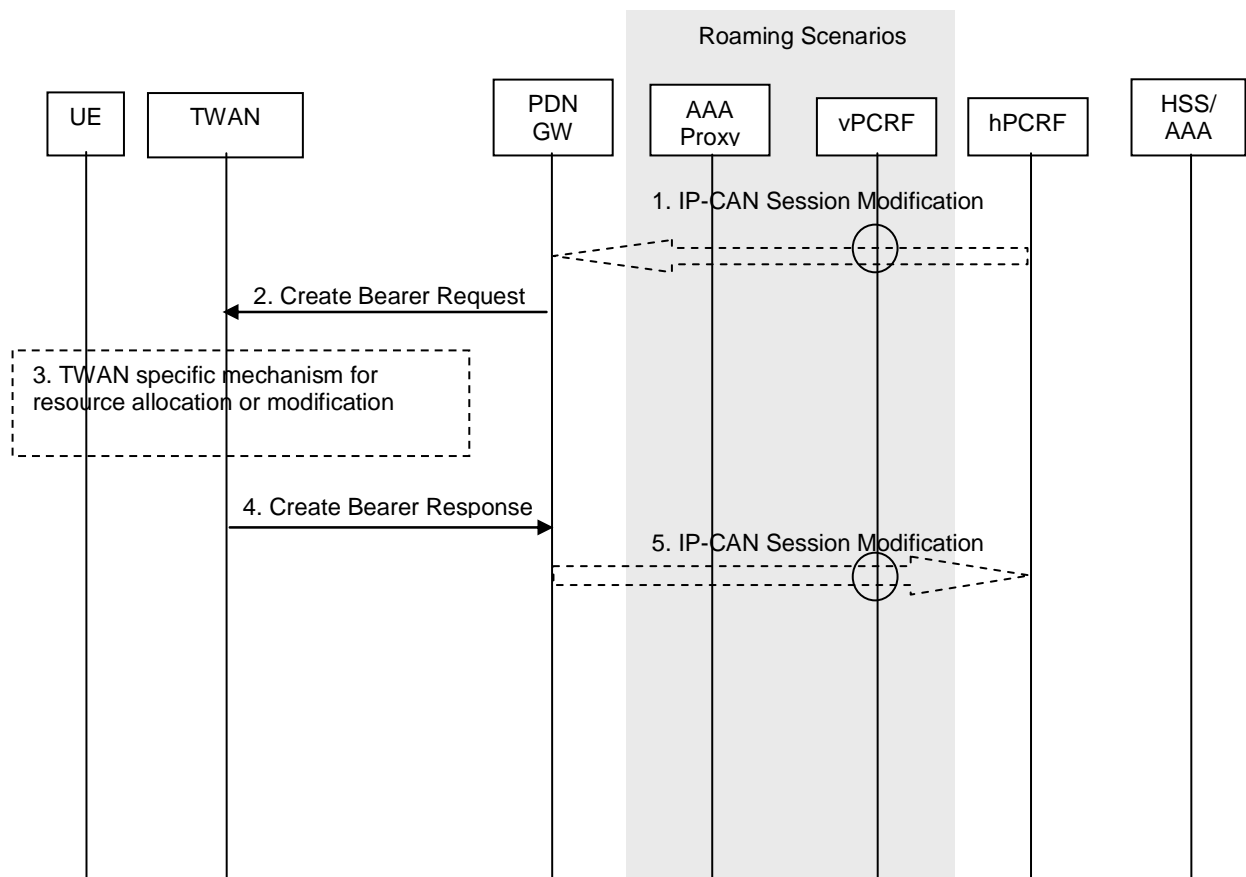 Roaming Scenarios
UE
TWAN
PDN
GW
AAA
Proxy
vPCRF
hPCRF
HSS/
AAA
1. IP-CAN Session Modification
2. Create Bearer Request
3. TWAN specific mechanism for
resource allocation or modification
4. Create Bearer Response
5. IP-CAN Session Modification